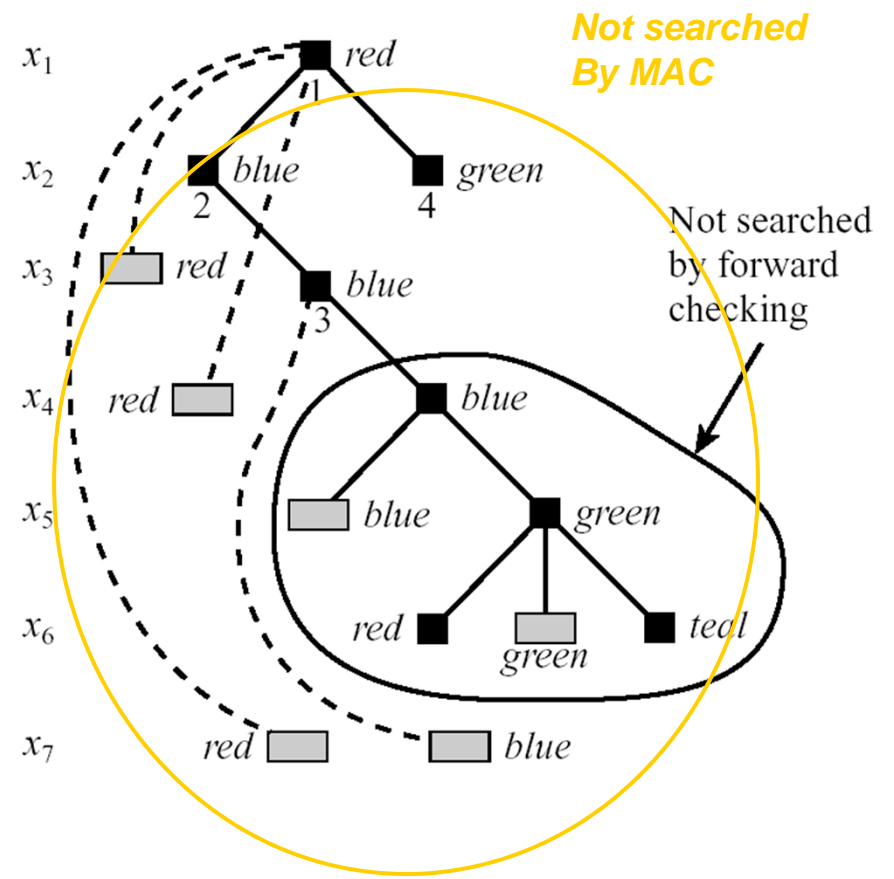 Not searched
By MAC
x1 red
1
x2 blue green
2 4
Not searched
by forward
checking
x3 red blue
3
x4 red blue
x5 blue green
x6 red teal
green
x7 red blue